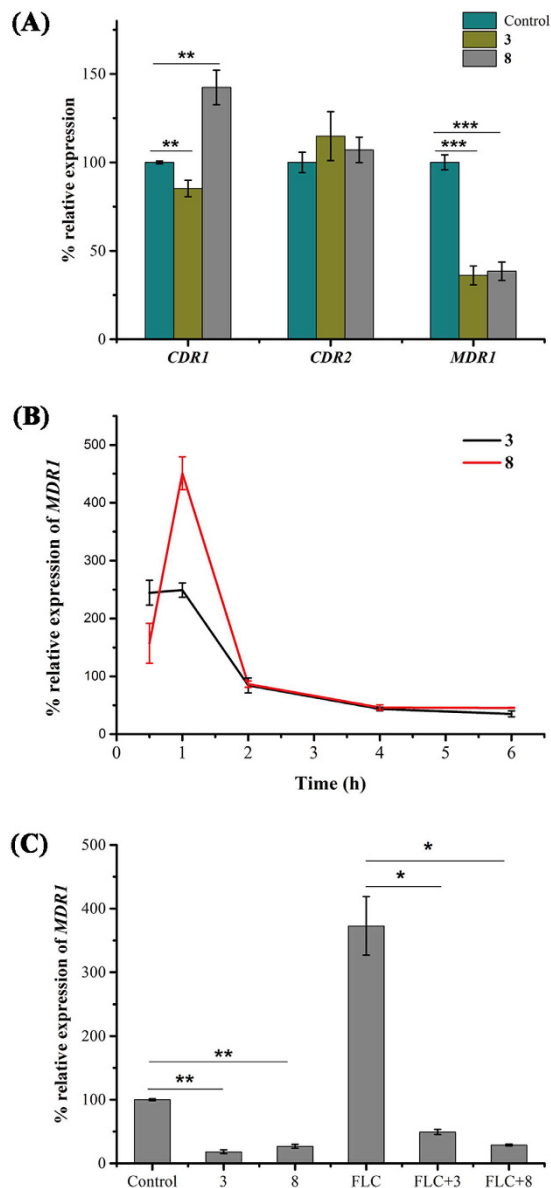 (A)
Control
3
8
% relative expression
150
100
50
0
**
**
***
***
CDR1
CDR2
MDR1
(B)
3
8
% relative expression of MDR1
500
400
300
200
100
0
0
1
2
3
4
5
6
Time (h)
(C)
% relative expression of MDR1
500
400
300
200
100
0
**
**
*
*
Control
3
8
FLC
FLC+3
FLC+8